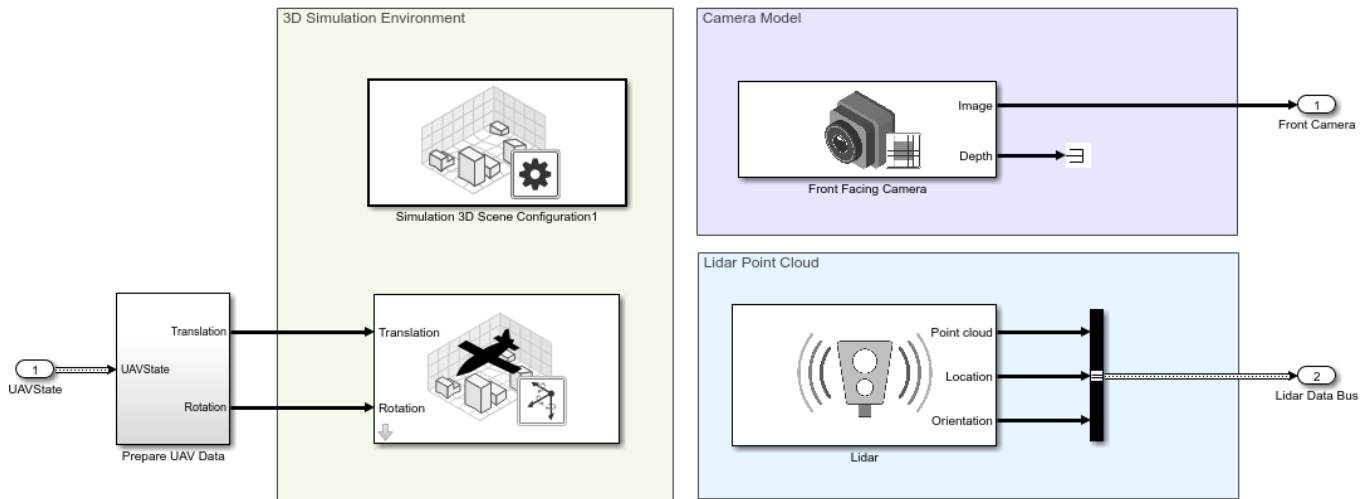 3D Simulation Environment
Camera Model
Image
Depth
Front Facing Camera
1
Front Camera
Simulation 3D Scene Configuration1
Lidar Point Cloud
1
UAVState
UAVState
Translation
Rotation
Prepare UAV Data
Translation
Rotation
Point cloud
Location
Orientation
Lidar
2
Lidar Data Bus